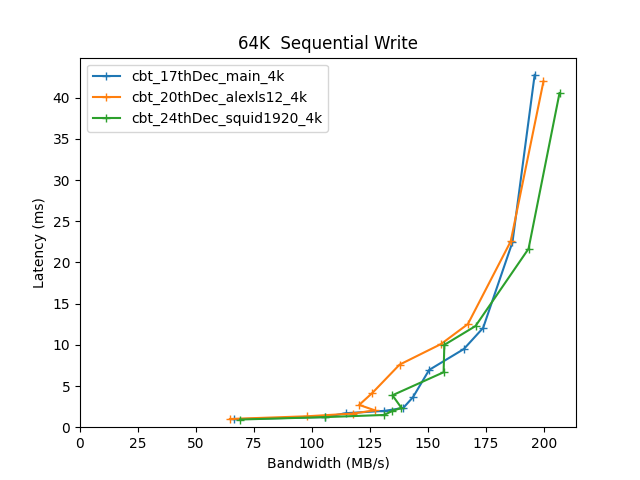 64K  Sequential Write
cbt_17thDec_main_4k
cbt_20thDec_alexls12_4k
cbt_24thDec_squid1920_4k
Latency (ms)
40
35
30
25
20
15
10
5
0
0 25 50 75 100 125 150 175 200
Bandwidth (MB/s)